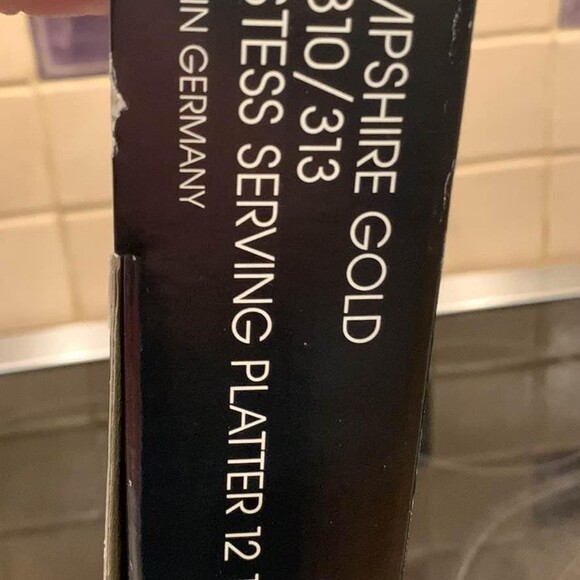 MPSHIRE GOLD
310/313
STESS SERVING PLATTER 12
IN GERMANY